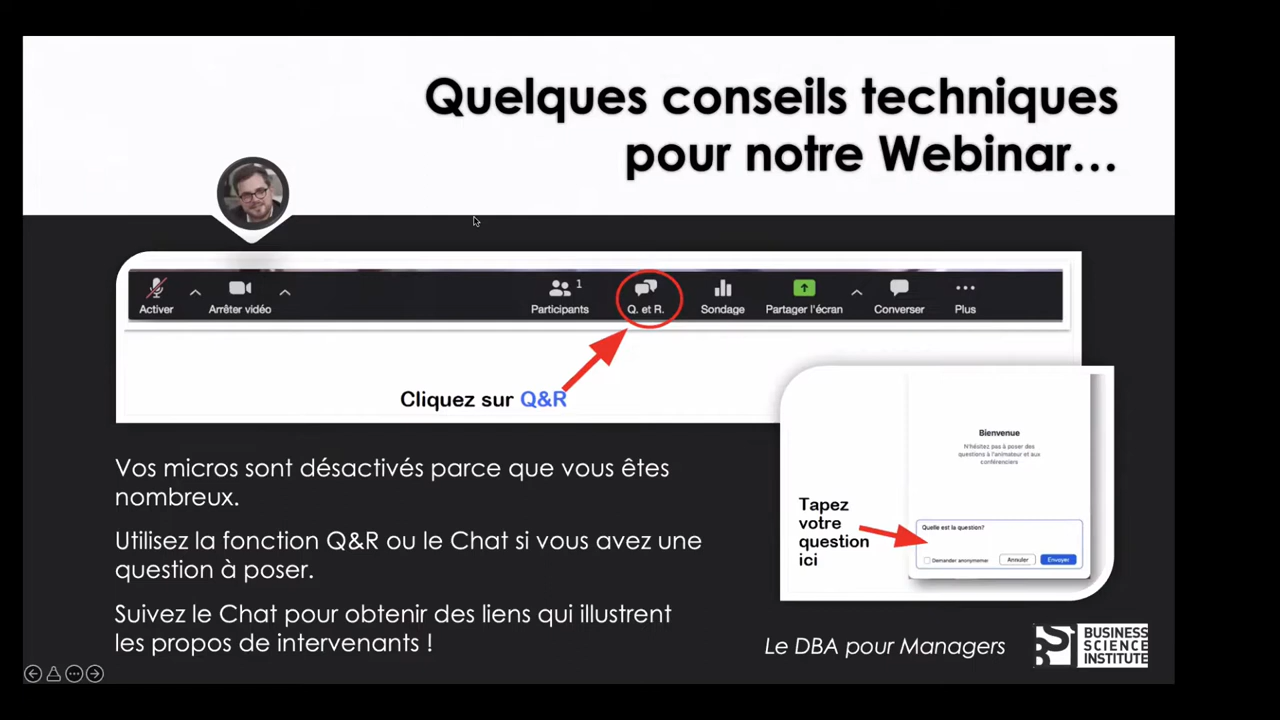 Quelques conseils techniques
pour notre Webinar...
Activer
Arrêter vidéo
Participants
1
Q. et R.
Sondage
Partager l'écran
Converser
Plus
Cliquez sur Q&R
Bienvenue
N'hésitez pas à poser des
questions à l'animateur et aux
conférenciers
Tapez
votre
question
ici
Quelle est la question?
Demander anonymeme
Annuler
Envoyer
Vos micros sont désactivés parce que vous êtes
nombreux.
Utilisez la fonction Q&R ou le Chat si vous avez une
question à poser.
Suivez le Chat pour obtenir des liens qui illustrent
les propos de intervenants !
Le DBA pour Managers
BUSINESS
SCIENCE
INSTITUTE